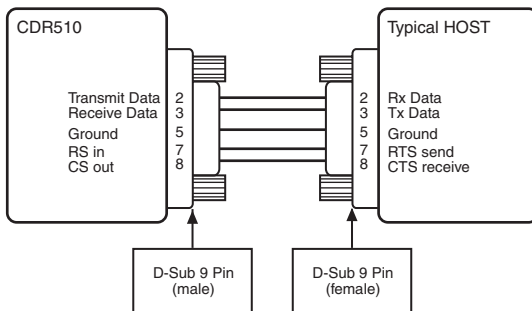 CDR510
Typical HOST
Transmit Data 2
Receive Data 3
Ground 5
RS in 7
CS out 8
2 Rx Data
3 Tx Data
5 Ground
7 RTS send
8 CTS receive
D-Sub 9 Pin
(male)
D-Sub 9 Pin
(female)